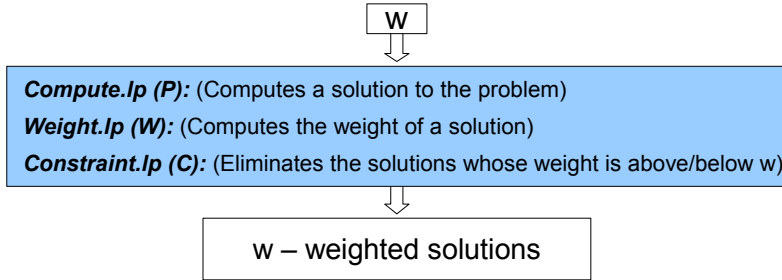 w
Compute.lp (P): (Computes a solution to the problem)
Weight.lp (W): (Computes the weight of a solution)
Constraint.lp (C): (Eliminates the solutions whose weight is above/below w)
w – weighted solutions